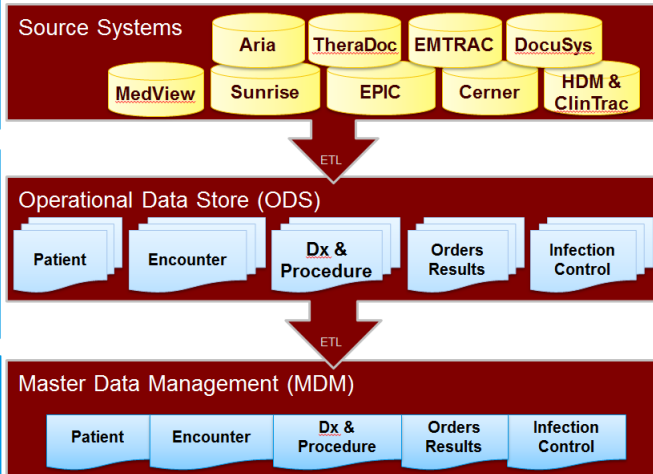 Source Systems
Aria
TheraDoc
EMTRAC
DocuSys
MedView
Sunrise
EPIC
Cerner
HDM &
ClinTrac
ETL
Operational Data Store (ODS)
Patient
Encounter
Dx &
Procedure
Orders
Results
Infection
Control
ETL
Master Data Management (MDM)
Patient
Encounter
Dx &
Procedure
Orders
Results
Infection
Control